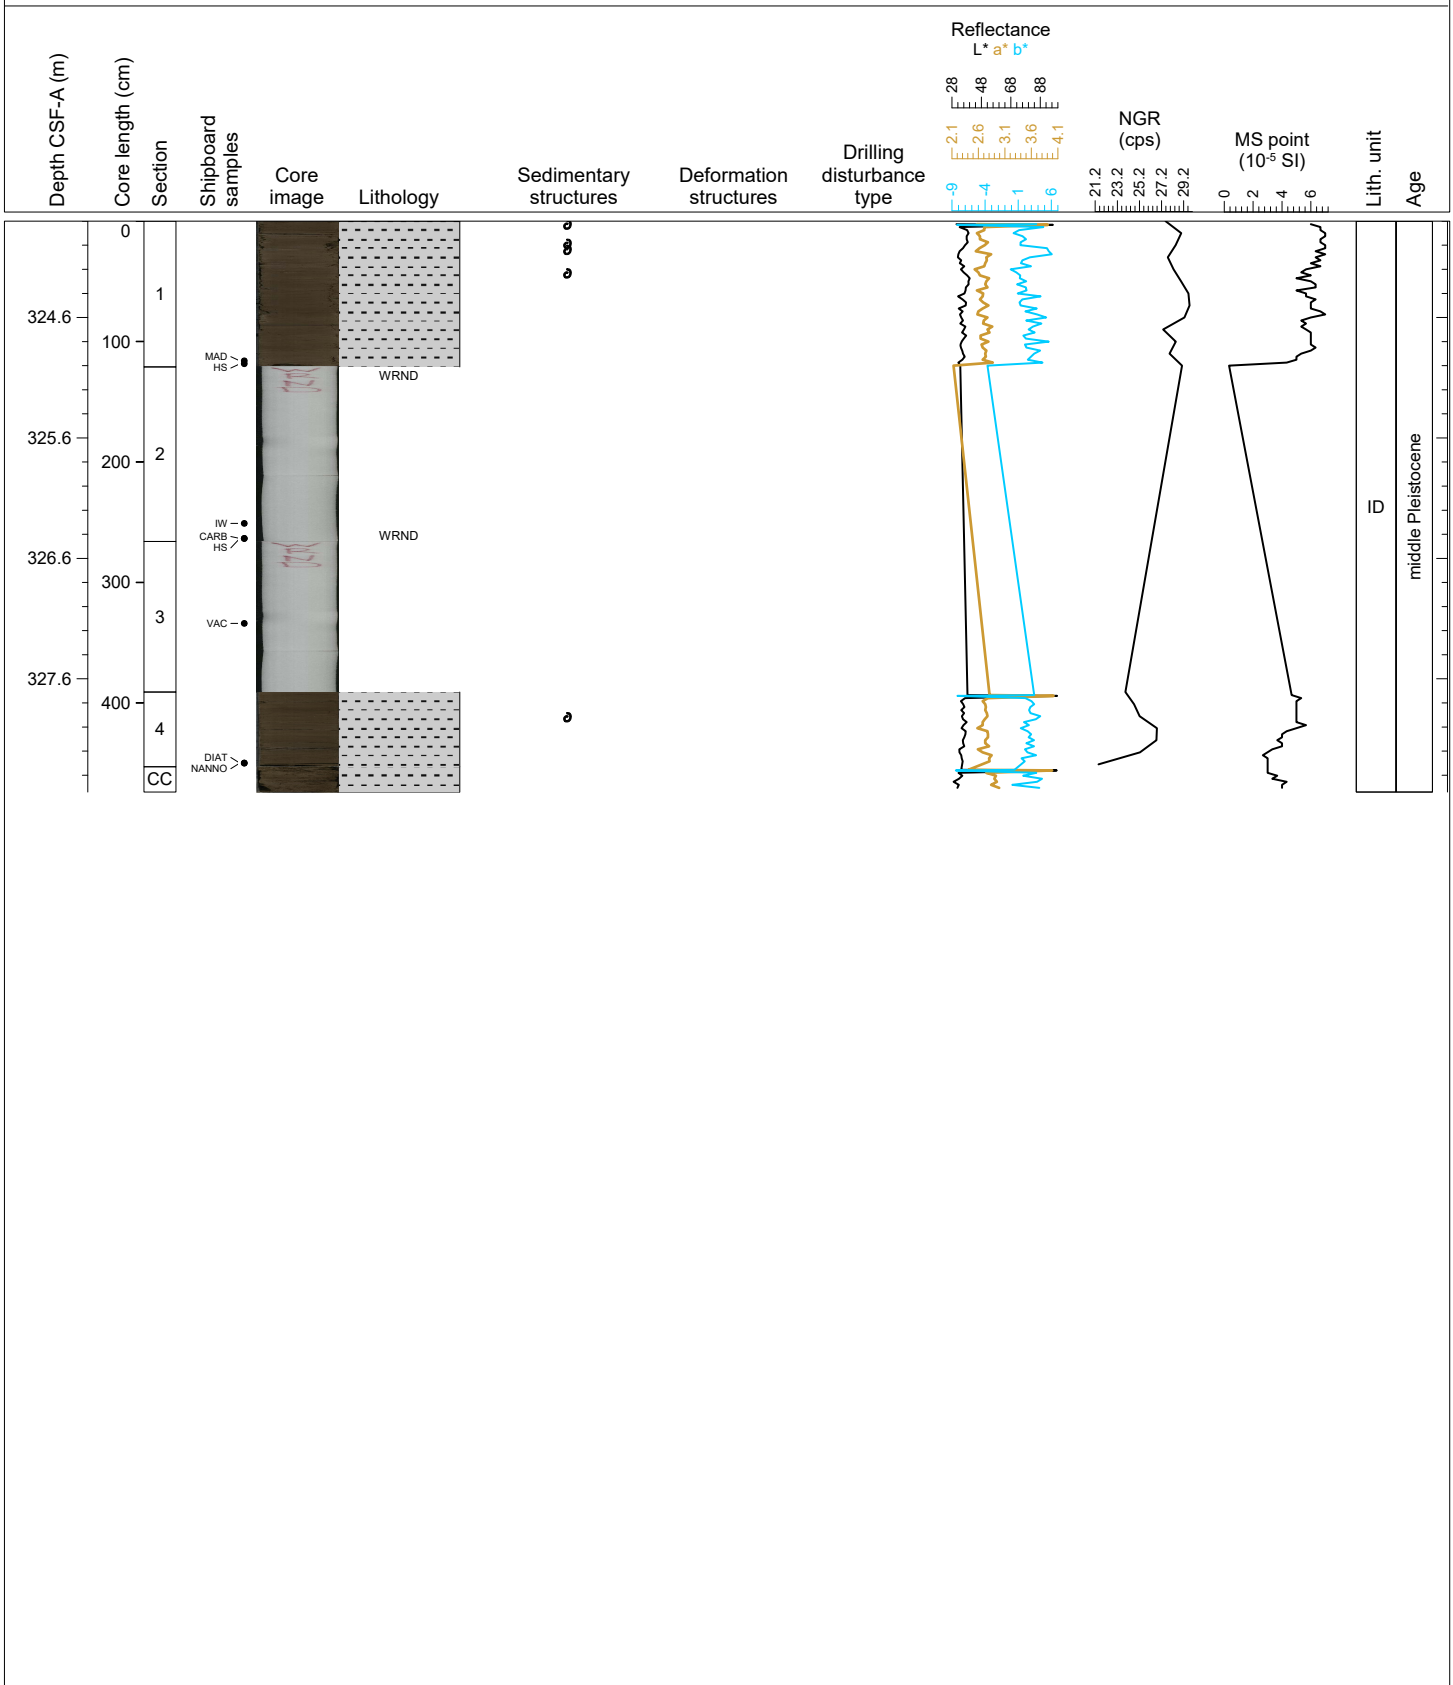 Depth CSF-A (m)
Core length (cm)
Section
Shipboard
samples
Core
image
Lithology
Sedimentary
structures
Deformation
structures
Drilling
disturbance
type
Reflectance
L* a* b*
28 48 68 88
2.1 2.6 3.1 3.6 4.1
-9 -4 1 6
NGR
(cps)
21.2 23.2 25.2 27.2 29.2
MS point
(10-5 SI)
0 2 4 6
Lith. unit
Age
0
1
324.6
100
MAD
HS
WRND
325.6
2
200
ID
middle Pleistocene
IW
CARB
HS
WRND
326.6
300
3
VAC
327.6
400
4
DIAT
NANNO
CC